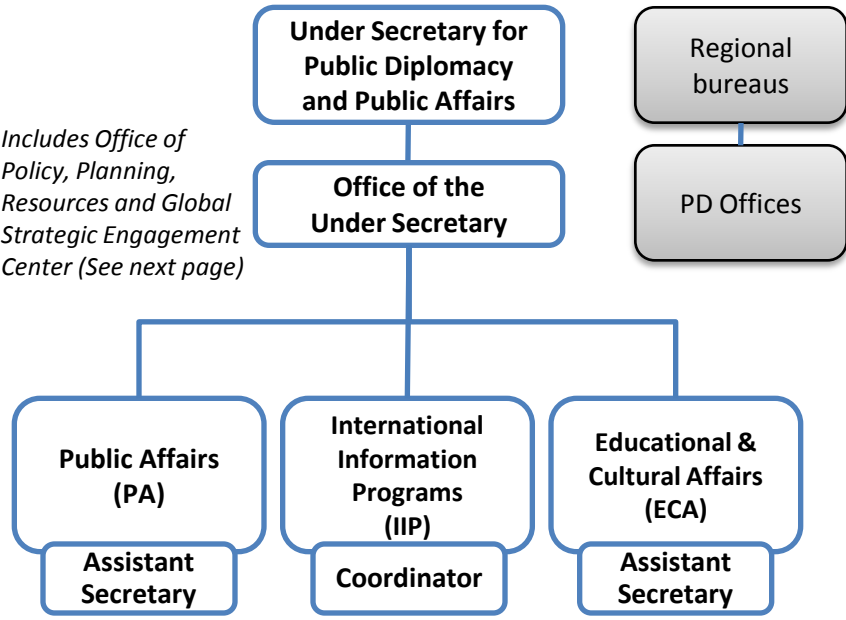 Under Secretary for
Public Diplomacy
and Public Affairs
Regional
bureaus
Includes Office of
Policy, Planning,
Resources and Global
Strategic Engagement
Center (See next page)
Office of the
Under Secretary
PD Offices
Public Affairs
(PA)
Assistant
Secretary
International
Information
Programs
(IIP)
Coordinator
Educational &
Cultural Affairs
(ECA)
Assistant
Secretary